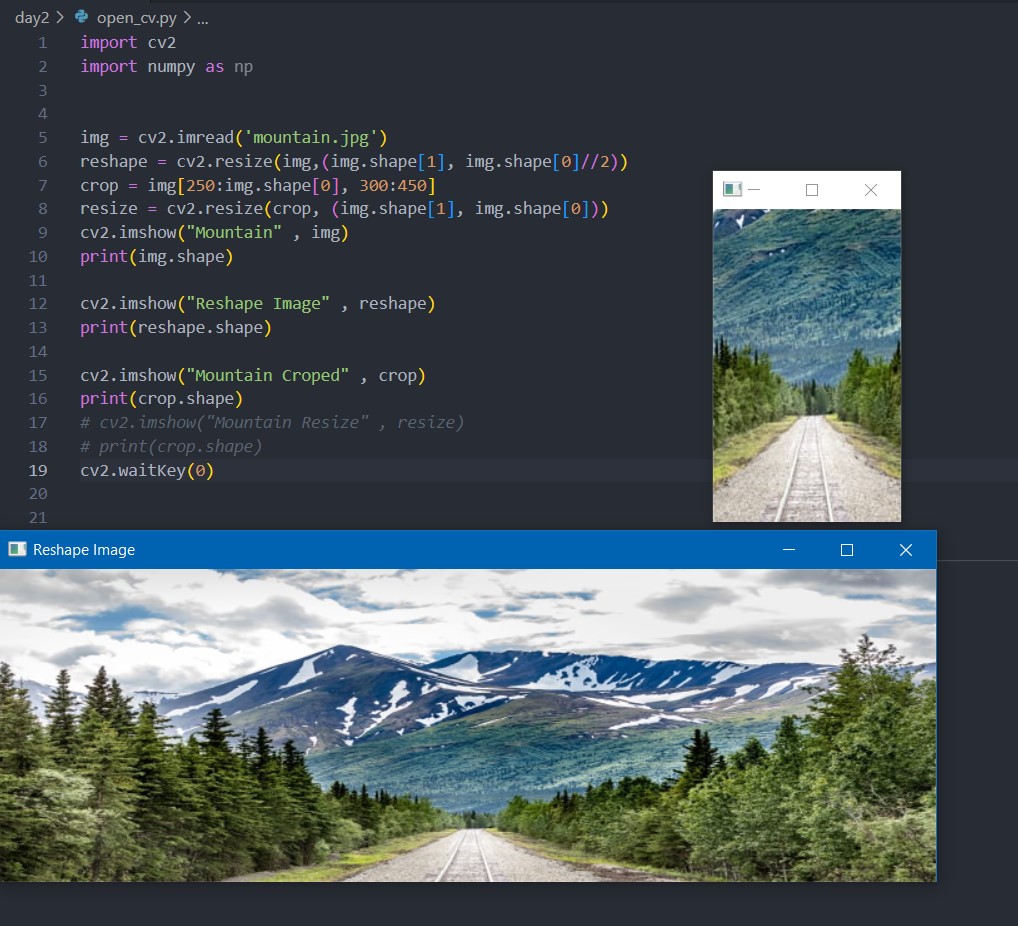 day2 > open_cv.py > ...
1 import cv2
2 import numpy as np
3
4
5 img = cv2.imread('mountain.jpg')
6 reshape = cv2.resize(img,(img.shape[1], img.shape[0]//2))
7 crop = img[250:img.shape[0], 300:450]
8 resize = cv2.resize(crop, (img.shape[1], img.shape[0]))
9 cv2.imshow("Mountain" , img)
10 print(img.shape)
11
12 cv2.imshow("Reshape Image" , reshape)
13 print(reshape.shape)
14
15 cv2.imshow("Mountain Croped" , crop)
16 print(crop.shape)
17 # cv2.imshow("Mountain Resize" , resize)
18 # print(crop.shape)
19 cv2.waitKey(0)
20
21
Reshape Image